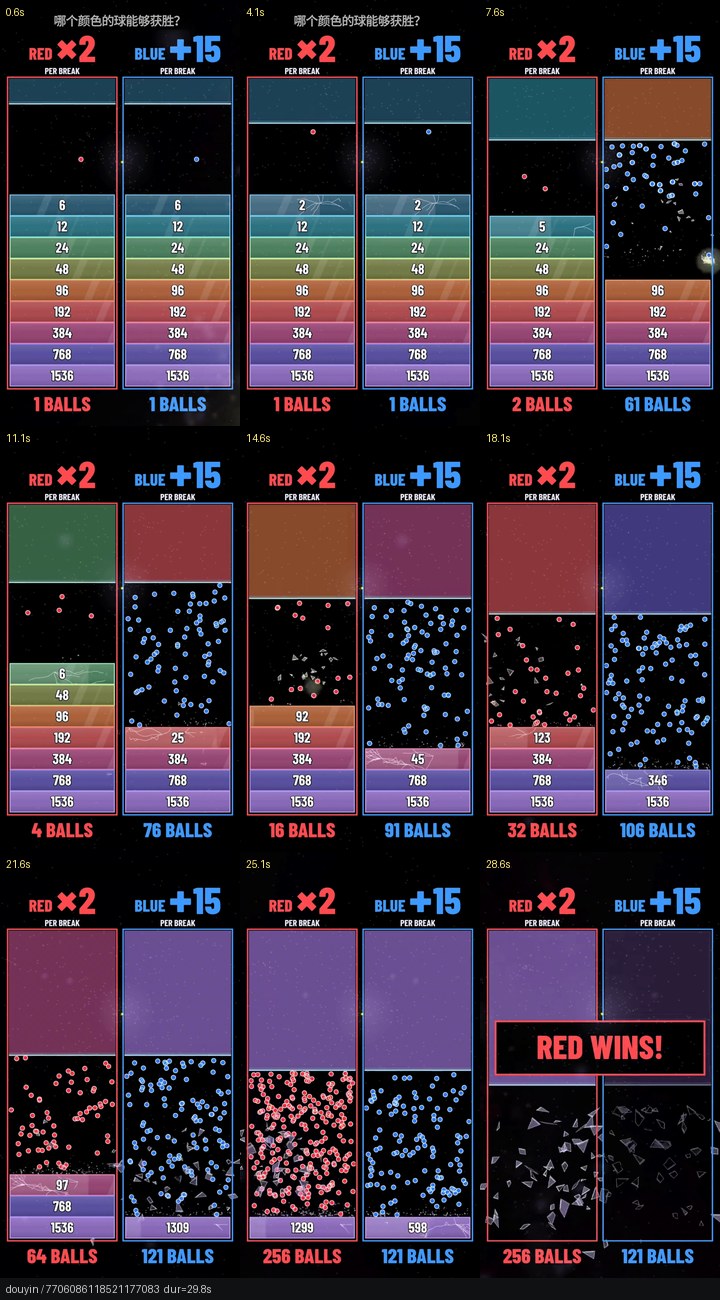 0.6s
哪个颜色的球能够获胜?
RED ×2
PER BREAK
BLUE +15
PER BREAK
6
12
24
48
96
192
384
768
1536
6
12
24
48
96
192
384
768
1536
1 BALLS
1 BALLS
4.1s
哪个颜色的球能够获胜?
RED ×2
PER BREAK
BLUE +15
PER BREAK
2
12
24
48
96
192
384
768
1536
2
12
24
48
96
192
384
768
1536
1 BALLS
1 BALLS
7.6s
RED ×2
PER BREAK
BLUE +15
PER BREAK
5
24
48
96
192
384
768
1536
96
192
384
768
1536
2 BALLS
61 BALLS
11.1s
RED ×2
PER BREAK
BLUE +15
PER BREAK
6
48
96
192
384
768
1536
25
384
768
1536
4 BALLS
76 BALLS
14.6s
RED ×2
PER BREAK
BLUE +15
PER BREAK
92
192
384
768
1536
45
768
1536
16 BALLS
91 BALLS
18.1s
RED ×2
PER BREAK
BLUE +15
PER BREAK
123
384
768
1536
346
1536
32 BALLS
106 BALLS
21.6s
RED ×2
PER BREAK
BLUE +15
PER BREAK
97
768
1536
1309
64 BALLS
121 BALLS
25.1s
RED ×2
PER BREAK
BLUE +15
PER BREAK
1299
598
256 BALLS
121 BALLS
28.6s
RED ×2
PER BREAK
BLUE +15
PER BREAK
RED WINS!
256 BALLS
121 BALLS
douyin / 7706086118521177083 dur=29.8s